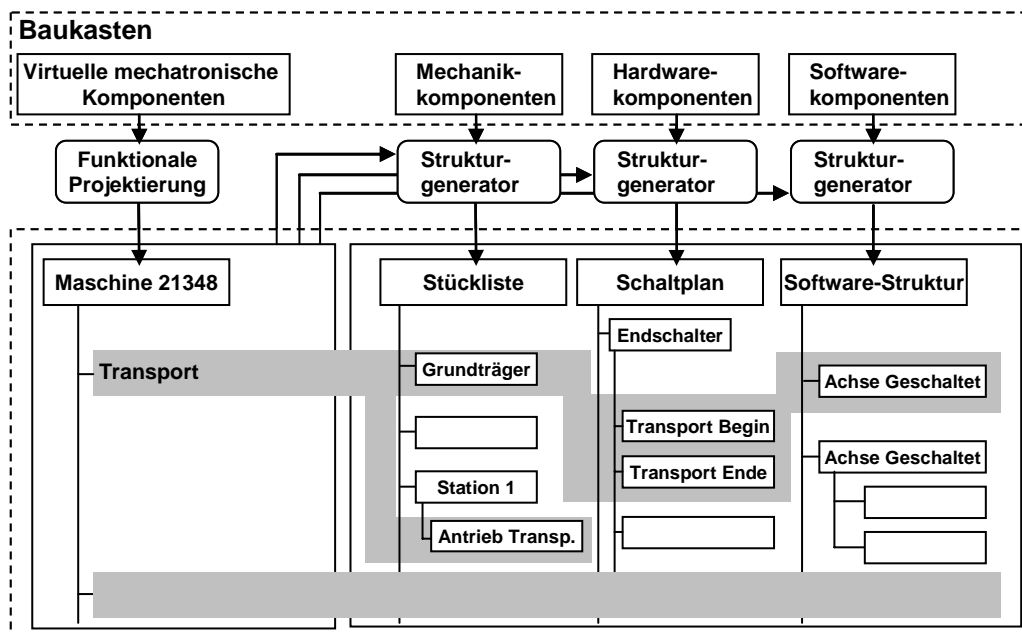 Baukasten
Virtuelle mechatronische
Komponenten
Mechanik-
komponenten
Hardware-
komponenten
Software-
komponenten
Funktionale
Projektierung
Struktur-
generator
Struktur-
generator
Struktur-
generator
Maschine 21348
Stückliste
Schaltplan
Software-Struktur
Transport
Grundträger
Station 1
Antrieb Transp.
Endschalter
Transport Begin
Transport Ende
Achse Geschaltet
Achse Geschaltet